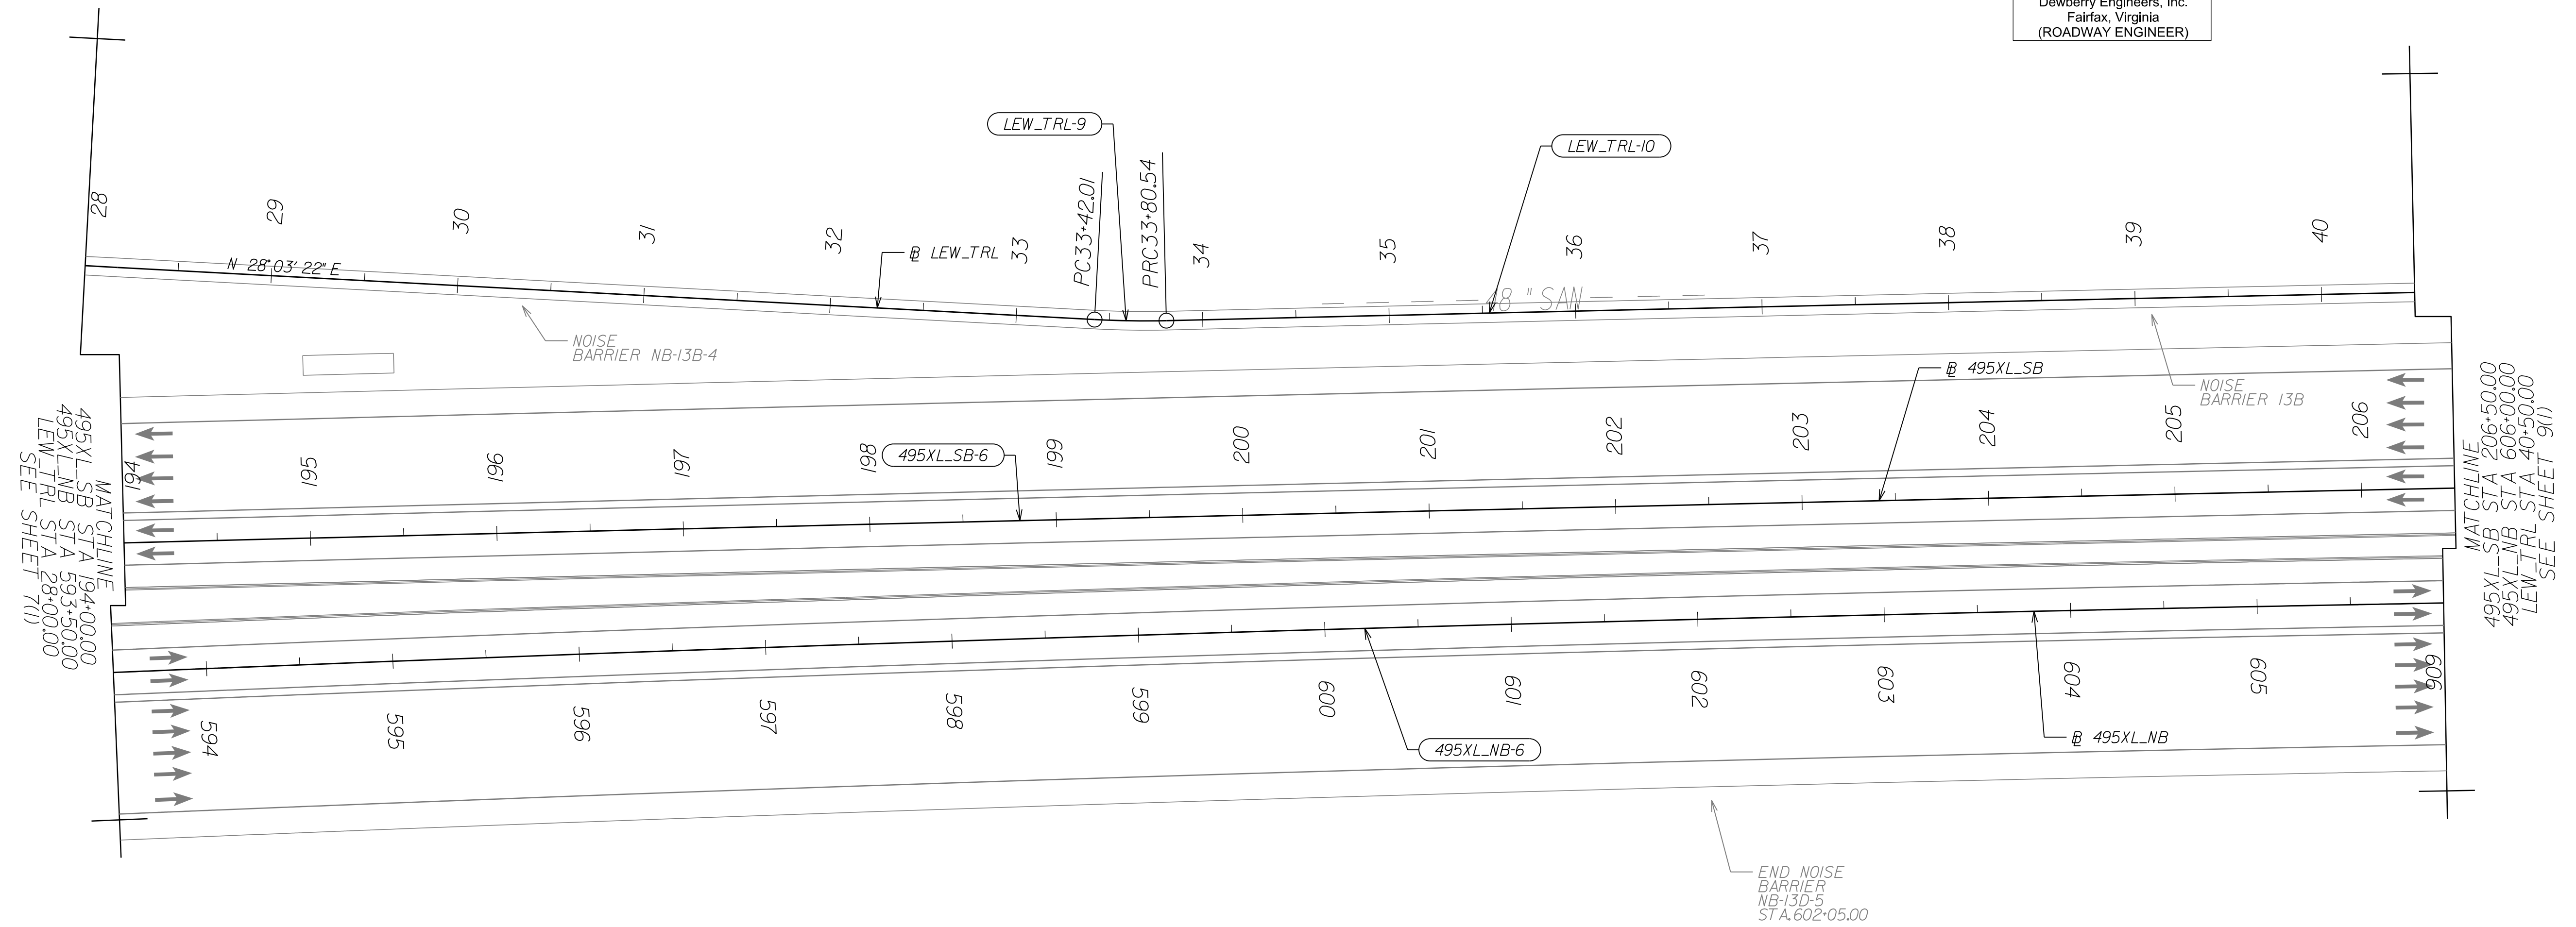 Dewberry Engineers, Inc.
Fairfax, Virginia
(ROADWAY ENGINEER)
LEW_TRL-9
LEW_TRL-10
PC33+42.01
PRC33+80.54
28
29
30
31
32
33
34
35
36
37
38
39
40
N 28°03'22" E
BL LEW_TRL
8 " SAN
NOISE
BARRIER NB-13B-4
BL 495XL_SB
NOISE
BARRIER 13B
495XL_SB-6
194
195
196
197
198
199
200
201
202
203
204
205
206
MATCHLINE
495XL_SB STA 194+00.00
495XL_NB STA 593+50.00
LEW_TRL STA 28+00.00
SEE SHEET 7(1)
MATCHLINE
495XL_SB STA 206+50.00
495XL_NB STA 606+00.00
LEW_TRL STA 40+50.00
SEE SHEET 9(1)
594
595
596
597
598
599
600
601
602
603
604
605
606
495XL_NB-6
BL 495XL_NB
END NOISE
BARRIER
NB-13D-5
STA.602+05.00